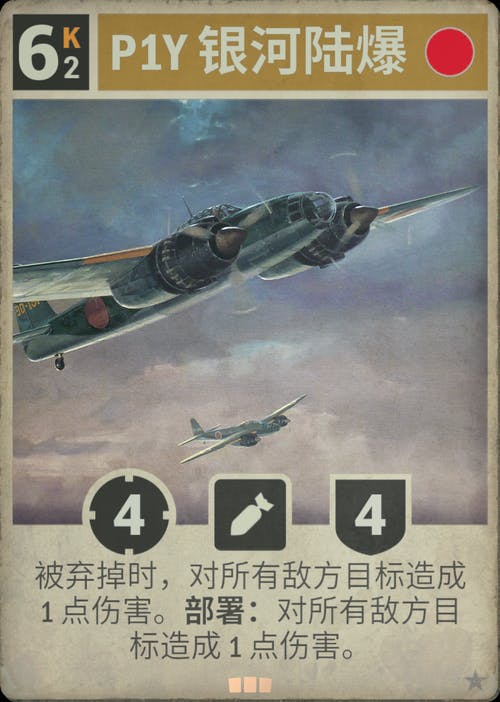 6 K 2
P1Y 银河陆爆
4 4
被弃掉时，对所有敌方目标造成
1 点伤害。部署：对所有敌方目
标造成 1 点伤害。